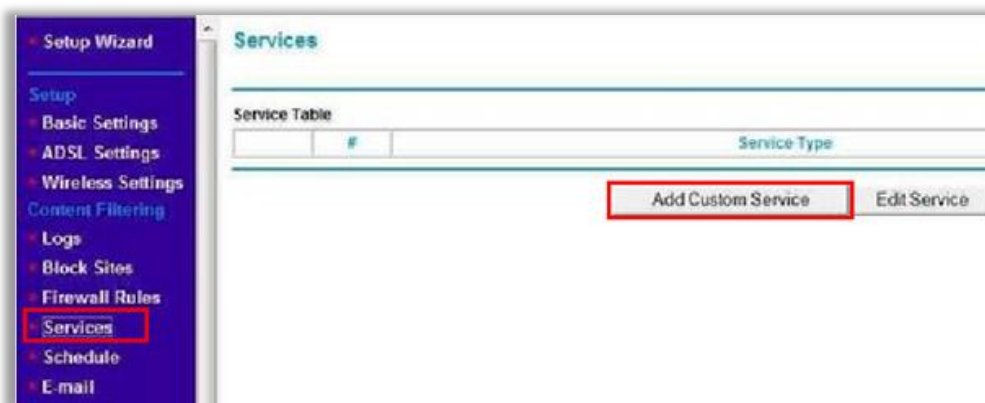 Setup Wizard
Setup
Basic Settings
ADSL Settings
Wireless Settings
Content Filtering
Logs
Block Sites
Firewall Rules
Services
Schedule
E-mail
Services
Service Table
# Service Type
Add Custom Service Edit Service